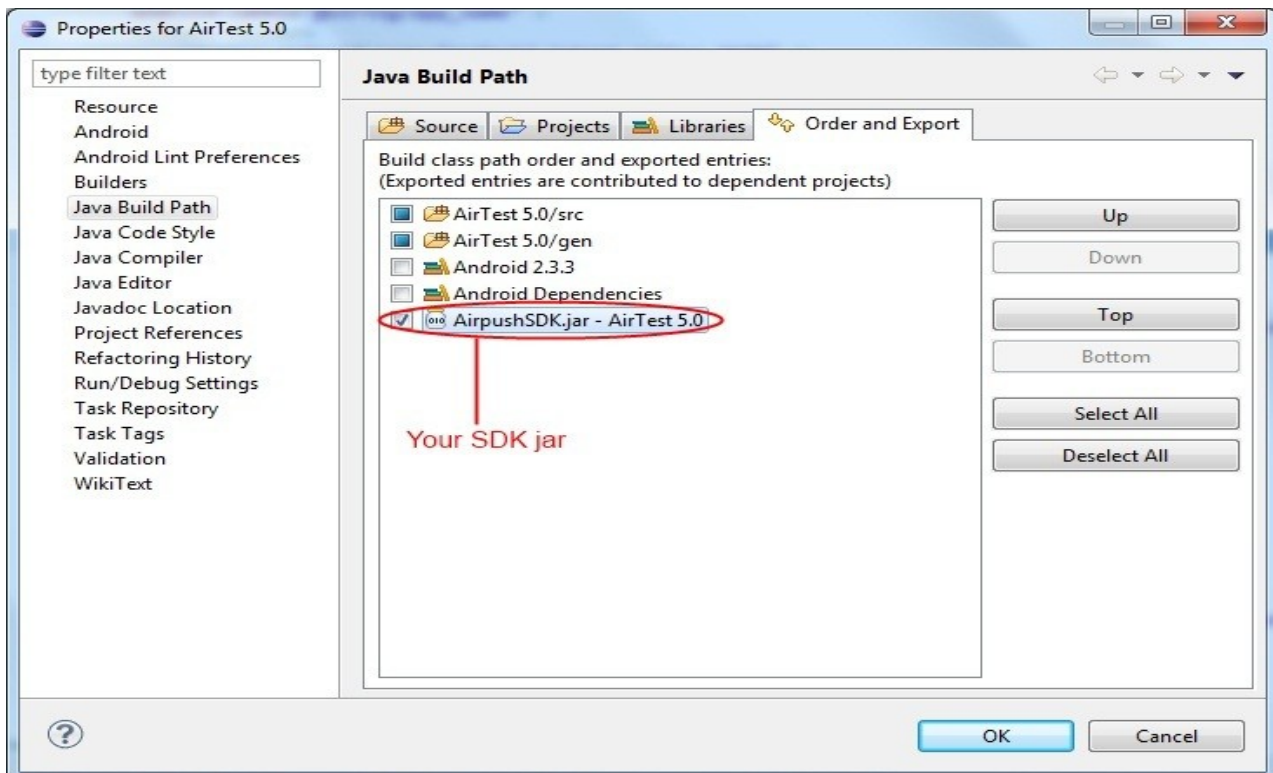 Properties for AirTest 5.0
type filter text
Resource
Android
Android Lint Preferences
Builders
Java Build Path
Java Code Style
Java Compiler
Java Editor
Javadoc Location
Project References
Refactoring History
Run/Debug Settings
Task Repository
Task Tags
Validation
WikiText
Java Build Path
Source Projects Libraries Order and Export
Build class path order and exported entries:
(Exported entries are contributed to dependent projects)
AirTest 5.0/src
AirTest 5.0/gen
Android 2.3.3
Android Dependencies
AirpushSDK.jar - AirTest 5.0
Your SDK jar
Up
Down
Top
Bottom
Select All
Deselect All
OK Cancel